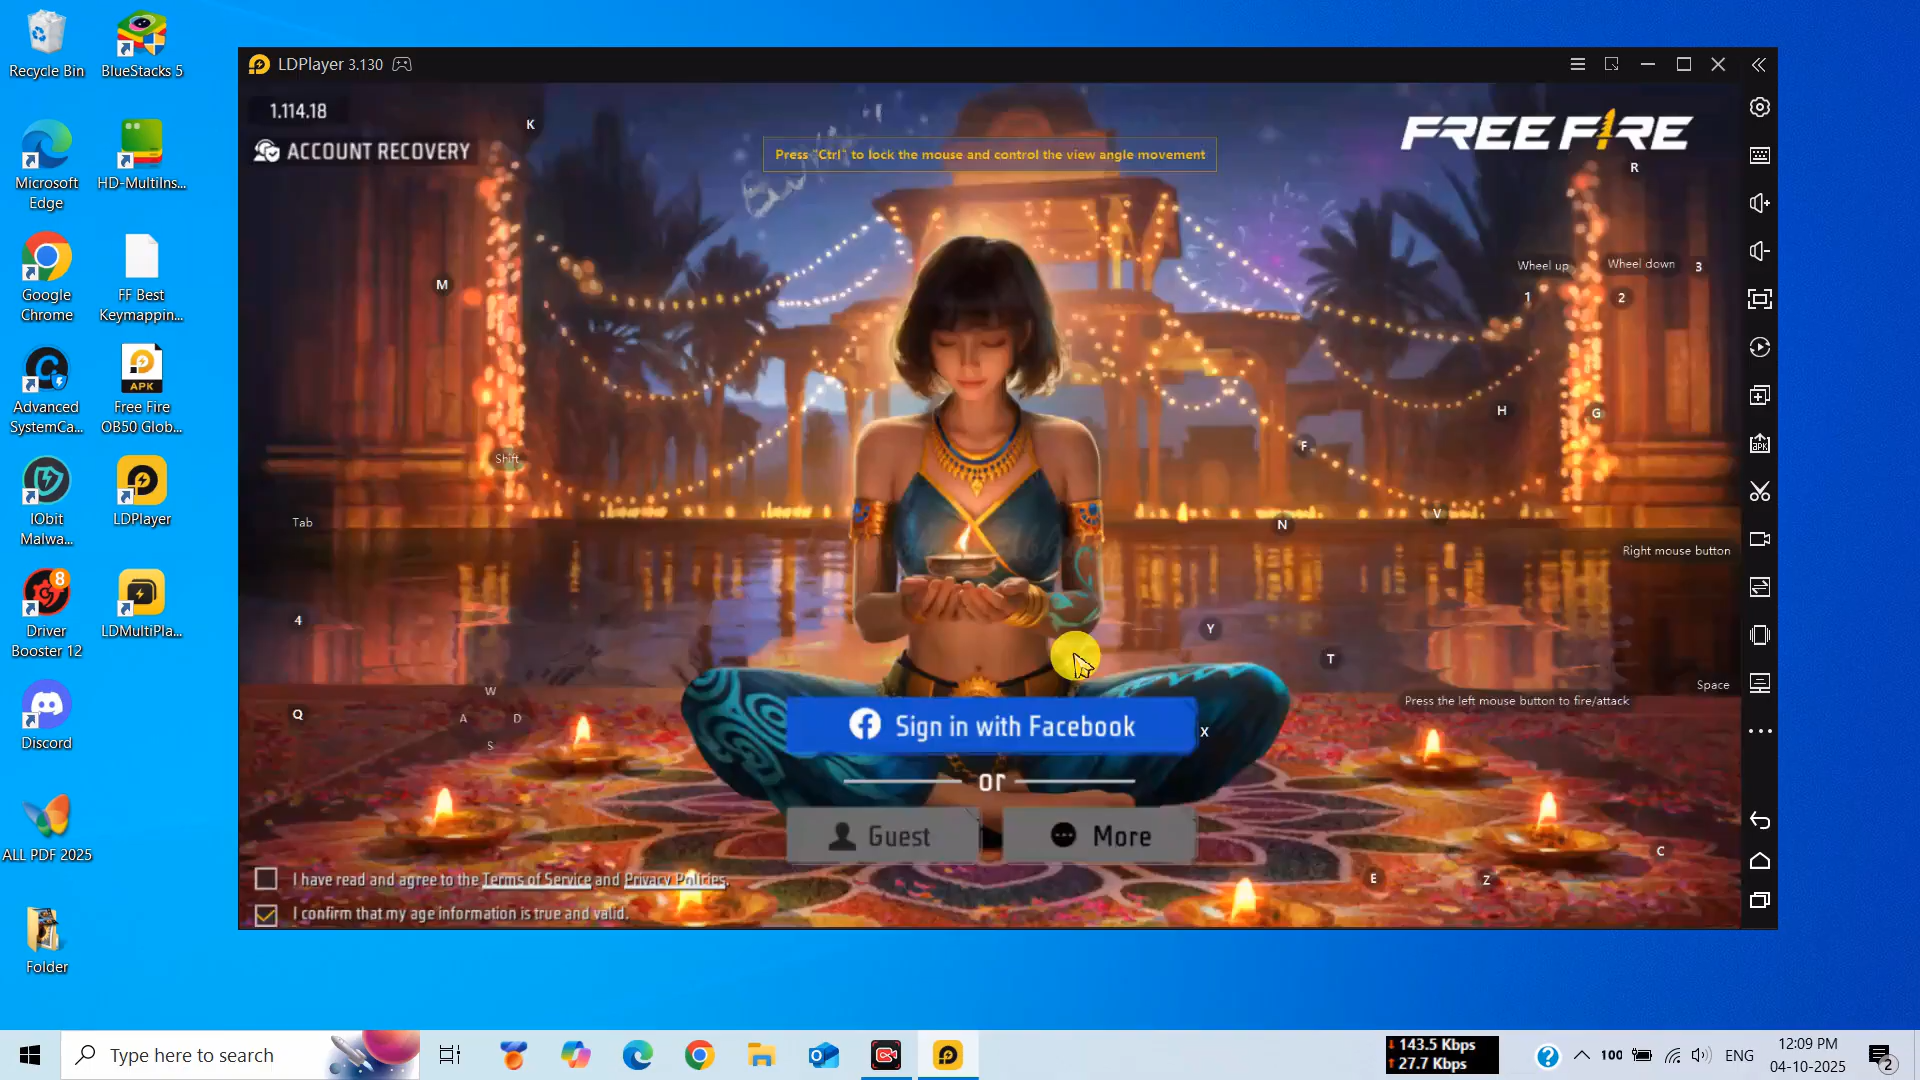 Recycle Bin
BlueStacks 5
Microsoft
Edge
HD-MultiIns...
Google
Chrome
FF Best
Keymappin...
Advanced
SystemCa...
APK
Free Fire
OB50 Glob...
IObit
Malwa...
LDPlayer
8
Driver
Booster 12
LDMultiPla...
Discord
ALL PDF 2025
Folder
LDPlayer 3.130
1.114.18
ACCOUNT RECOVERY
K
Press "Ctrl" to lock the mouse and control the view angle movement
FREE FIRE
R
M
Wheel up
Wheel down
3
1
2
H
G
F
Shift
Tab
N
V
Right mouse button
4
Y
T
Space
Press the left mouse button to fire/attack
Q
W
A
D
S
Sign in with Facebook
X
or
Guest
More
C
E
Z
I have read and agree to the Terms of Service and Privacy Policies.
I confirm that my age information is true and valid.
APK
Type here to search
143.5 Kbps
27.7 Kbps
?
100
ENG
12:09 PM
04-10-2025
2